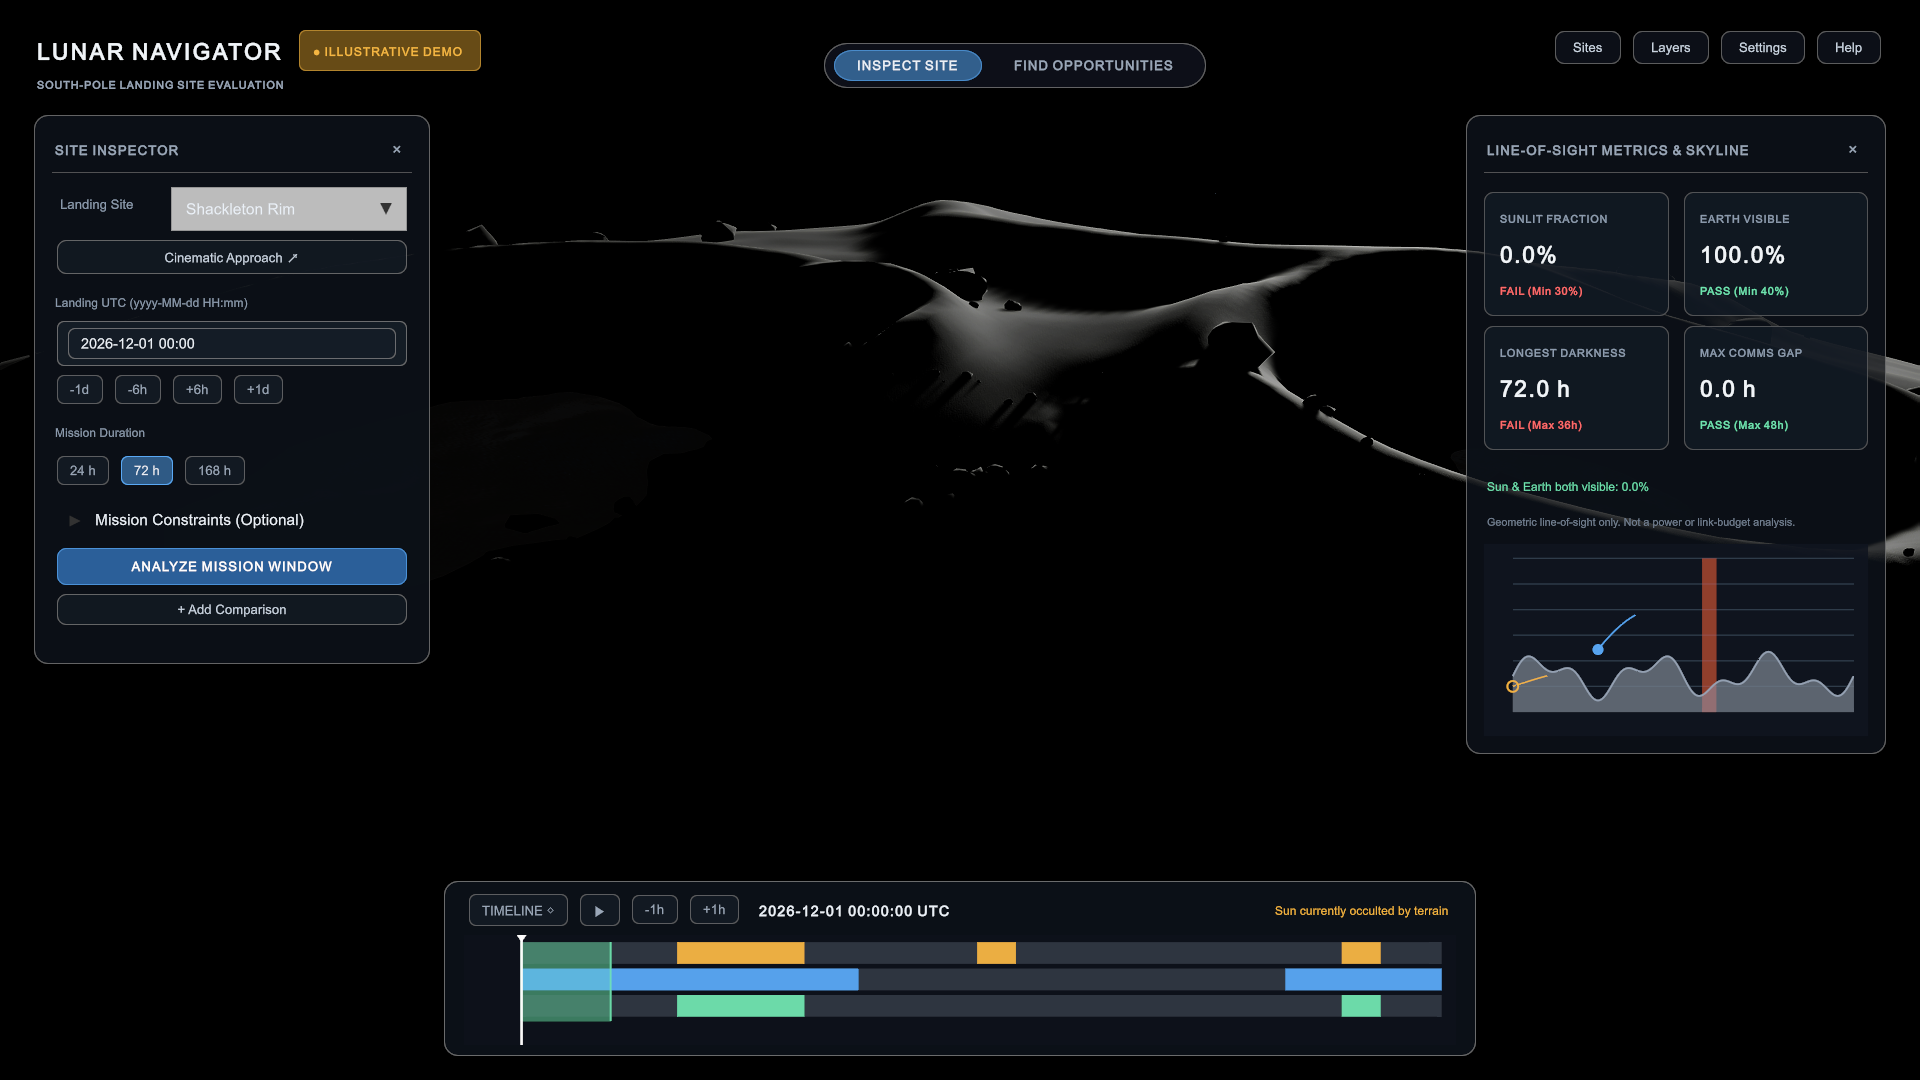 LUNAR NAVIGATOR
● ILLUSTRATIVE DEMO
SOUTH-POLE LANDING SITE EVALUATION
INSPECT SITE
FIND OPPORTUNITIES
Sites
Layers
Settings
Help
SITE INSPECTOR
×
Landing Site
Shackleton Rim ▼
Cinematic Approach ↗
Landing UTC (yyyy-MM-dd HH:mm)
2026-12-01 00:00
-1d
-6h
+6h
+1d
Mission Duration
24 h
72 h
168 h
▶ Mission Constraints (Optional)
ANALYZE MISSION WINDOW
+ Add Comparison
LINE-OF-SIGHT METRICS & SKYLINE
×
SUNLIT FRACTION
0.0%
FAIL (Min 30%)
EARTH VISIBLE
100.0%
PASS (Min 40%)
LONGEST DARKNESS
72.0 h
FAIL (Max 36h)
MAX COMMS GAP
0.0 h
PASS (Max 48h)
Sun & Earth both visible: 0.0%
Geometric line-of-sight only. Not a power or link-budget analysis.
TIMELINE ◇
▶
-1h
+1h
2026-12-01 00:00:00 UTC
Sun currently occulted by terrain